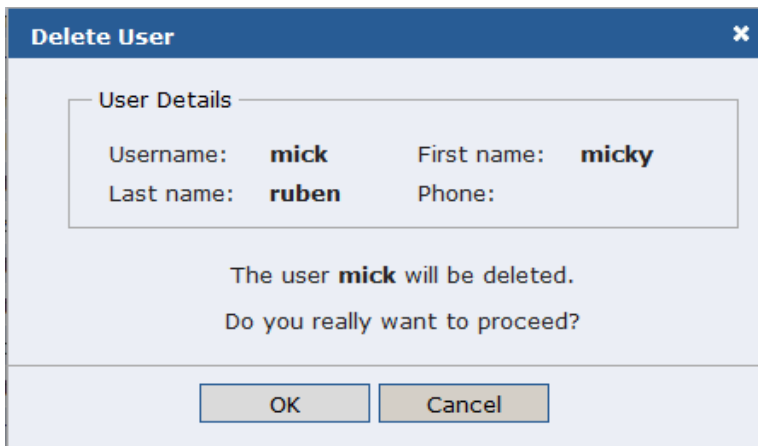 Delete User
User Details
Username: mick First name: micky
Last name: ruben Phone:
The user mick will be deleted.
Do you really want to proceed?
OK Cancel